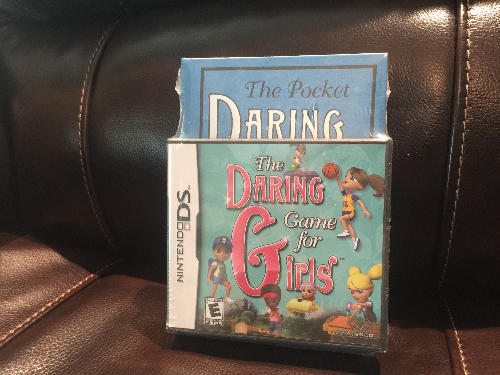 The Pocket
DARING
The
DARING
Game
for
Girls
NINTENDO DS
E